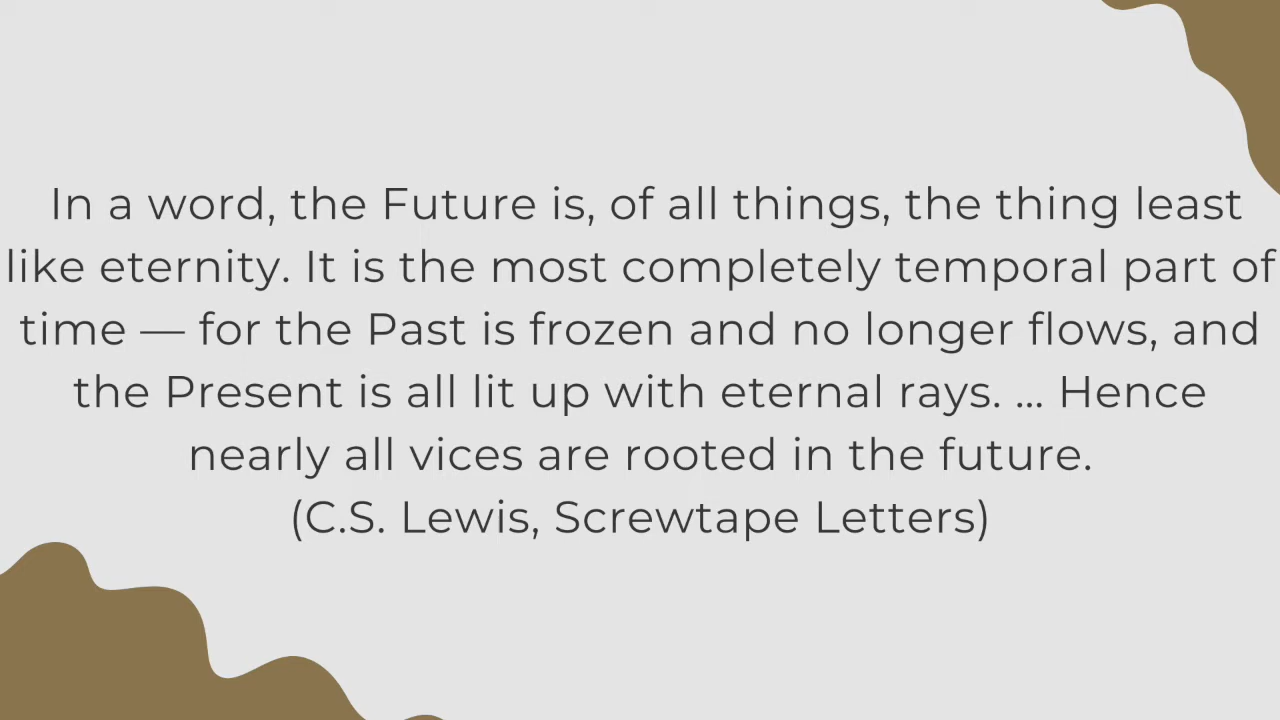 In a word, the Future is, of all things, the thing least
like eternity. It is the most completely temporal part of
time — for the Past is frozen and no longer flows, and
the Present is all lit up with eternal rays. ... Hence
nearly all vices are rooted in the future.
(C.S. Lewis, Screwtape Letters)